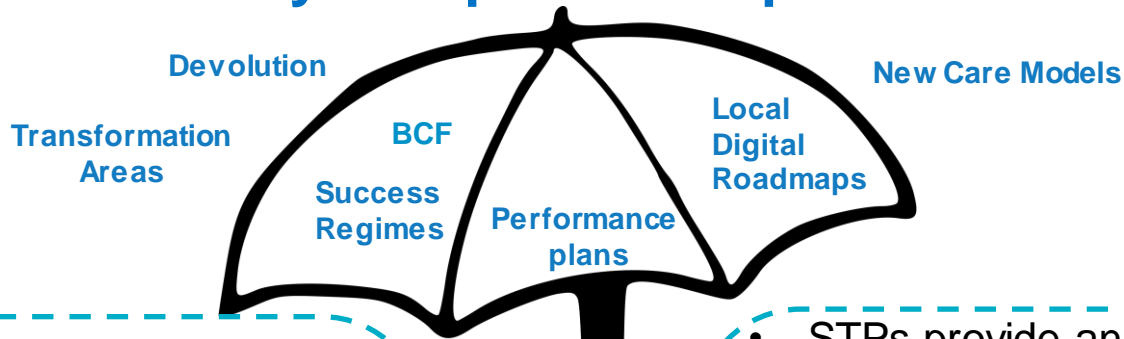 Devolution
New Care Models
Transformation
Areas
BCF
Success
Regimes
Performance
plans
Local
Digital
Roadmaps
• STPs provide an